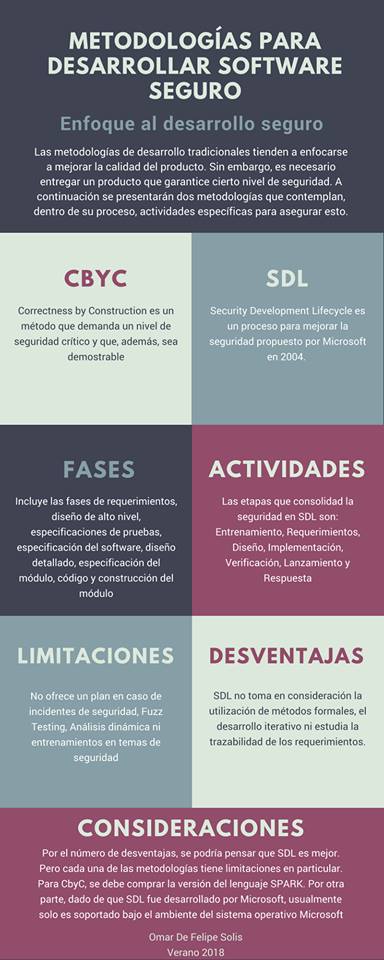 METODOLOGÍAS PARA
DESARROLLAR SOFTWARE
SEGURO
Enfoque al desarrollo seguro
Las metodologías de desarrollo tradicionales tienden a enfocarse
a mejorar la calidad del producto. Sin embargo, es necesario
entregar un producto que garantice cierto nivel de seguridad. A
continuación se presentarán dos metodologías que contemplan,
dentro de su proceso, actividades específicas para asegurar esto.
CBYC
Correctness by Construction es un
método que demanda un nivel de
seguridad crítico y que, además, sea
demostrable
SDL
Security Development Lifecycle es
un proceso para mejorar la
seguridad propuesto por Microsoft
en 2004.
FASES
Incluye las fases de requerimientos,
diseño de alto nivel,
especificaciones de pruebas,
especificación del software, diseño
detallado, especificación del
módulo, código y construcción del
módulo
ACTIVIDADES
Las etapas que consolidad la
seguridad en SDL son:
Entrenamiento, Requerimientos,
Diseño, Implementación,
Verificación, Lanzamiento y
Respuesta
LIMITACIONES
No ofrece un plan en caso de
incidentes de seguridad, Fuzz
Testing, Análisis dinámica ni
entrenamientos en temas de
seguridad
DESVENTAJAS
SDL no toma en consideración la
utilización de métodos formales, el
desarrollo iterativo ni estudia la
trazabilidad de los requerimientos.
CONSIDERACIONES
Por el número de desventajas, se podría pensar que SDL es mejor.
Pero cada una de las metodologías tiene limitaciones en particular.
Para CbyC, se debe comprar la versión del lenguaje SPARK. Por otra
parte, dado de que SDL fue desarrollado por Microsoft, usualmente
solo es soportado bajo el ambiente del sistema operativo Microsoft
Omar De Felipe Solis
Verano 2018